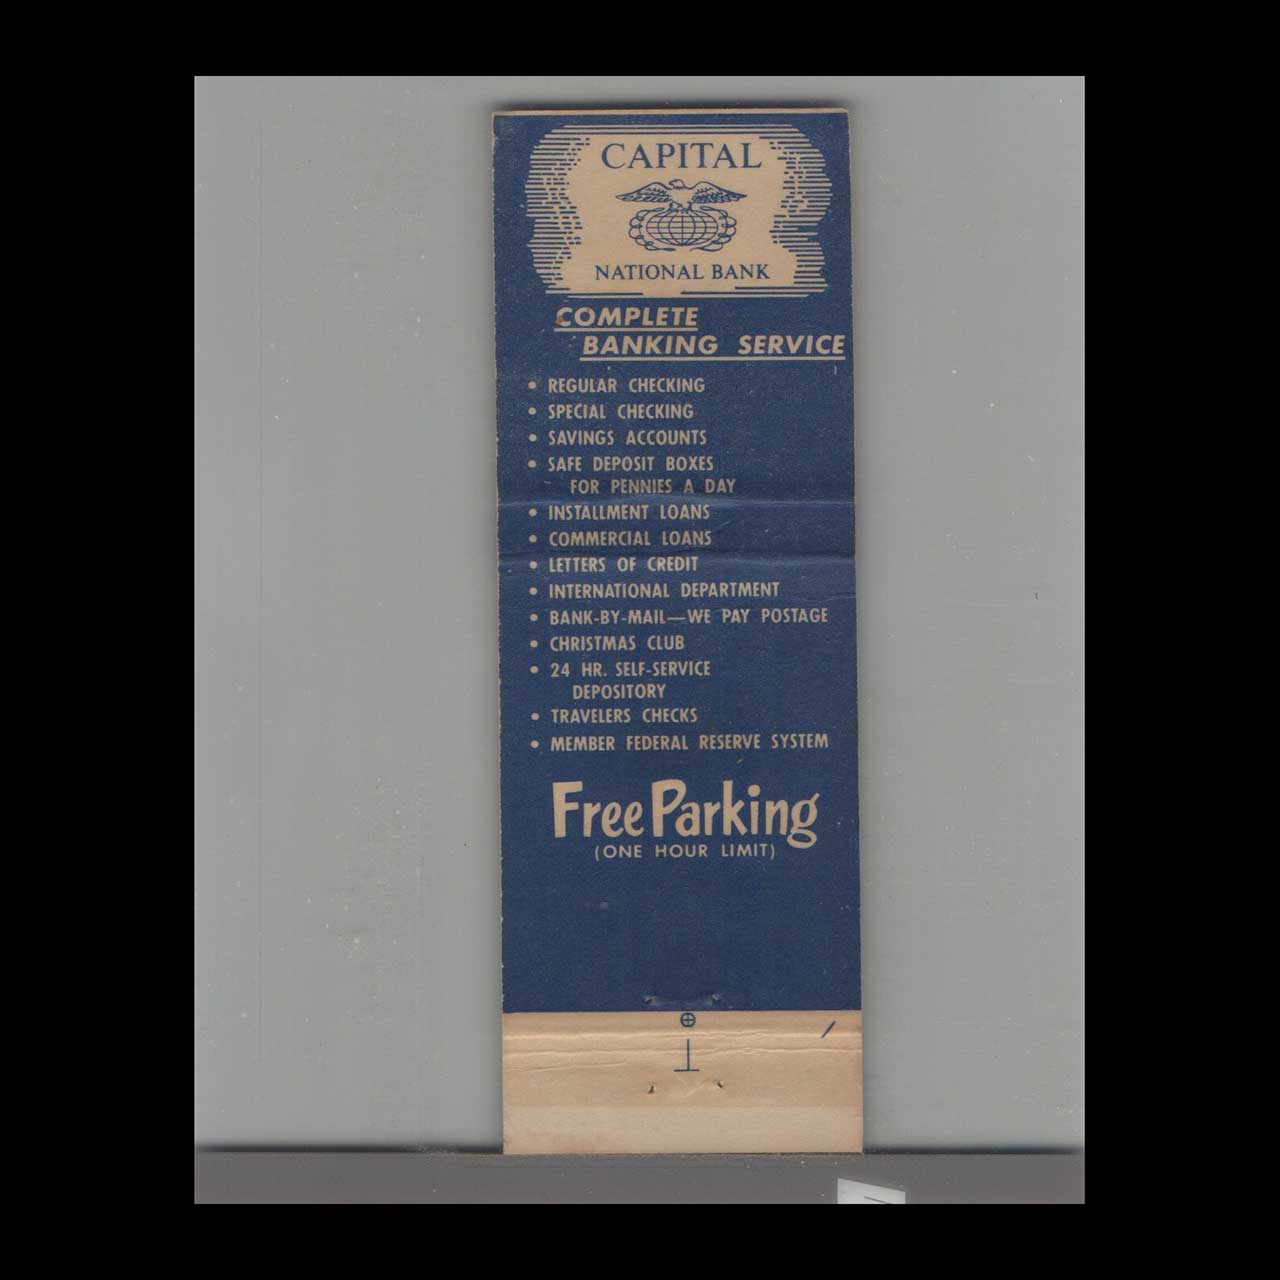 CAPITAL
NATIONAL BANK
COMPLETE
BANKING SERVICE
• REGULAR CHECKING
• SPECIAL CHECKING
• SAVINGS ACCOUNTS
• SAFE DEPOSIT BOXES
FOR PENNIES A DAY
• INSTALLMENT LOANS
• COMMERCIAL LOANS
• LETTERS OF CREDIT
• INTERNATIONAL DEPARTMENT
• BANK-BY-MAIL—WE PAY POSTAGE
• CHRISTMAS CLUB
• 24 HR. SELF-SERVICE
DEPOSITORY
• TRAVELERS CHECKS
• MEMBER FEDERAL RESERVE SYSTEM
Free Parking
(ONE HOUR LIMIT)